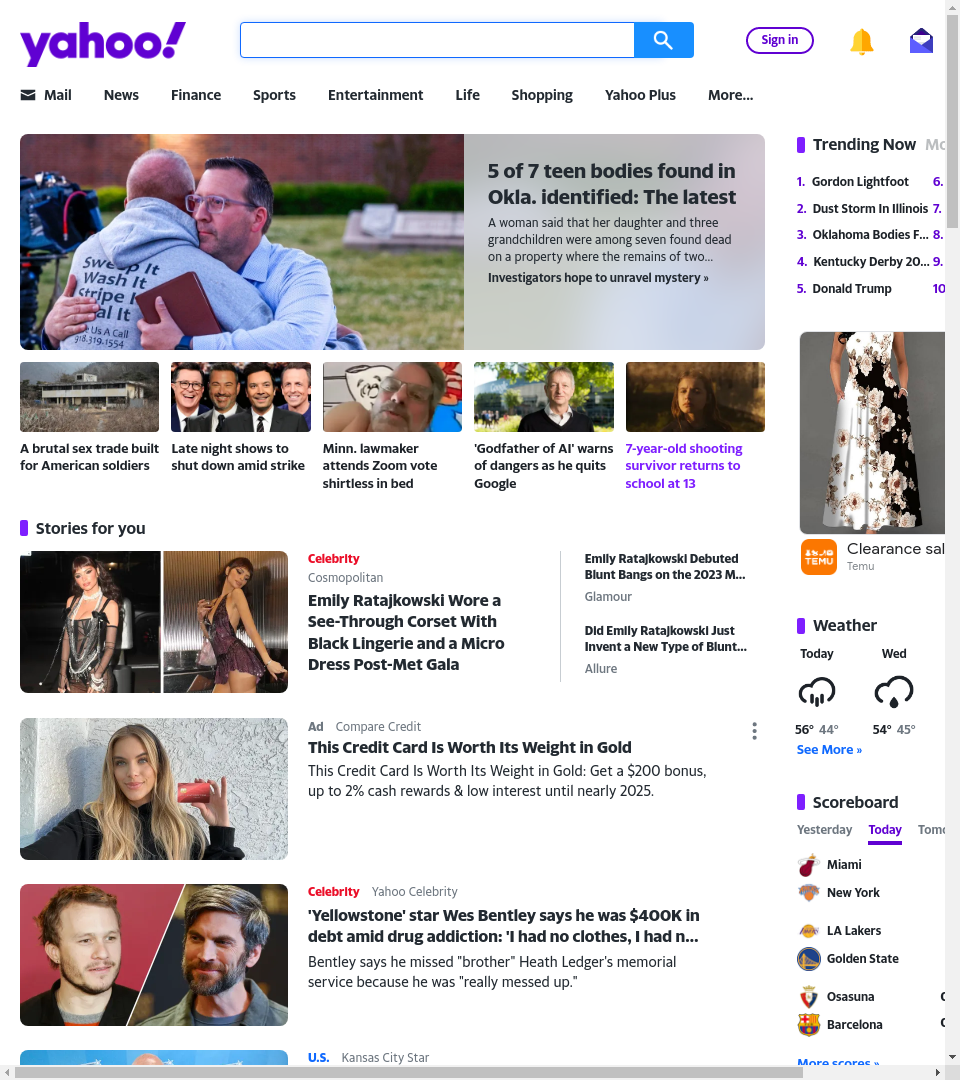 yahoo!
Sign in
Mail
News
Finance
Sports
Entertainment
Life
Shopping
Yahoo Plus
More...
Sweep It
Wash It
Stripe
al It
Us A Call
918.319.1554
5 of 7 teen bodies found in
Okla. identified: The latest
A woman said that her daughter and three
grandchildren were among seven found dead
on a property where the remains of two...
Investigators hope to unravel mystery »
A brutal sex trade built
for American soldiers
Late night shows to
shut down amid strike
Minn. lawmaker
attends Zoom vote
shirtless in bed
'Godfather of AI' warns
of dangers as he quits
Google
7-year-old shooting
survivor returns to
school at 13
Stories for you
Celebrity
Cosmopolitan
Emily Ratajkowski Wore a
See-Through Corset With
Black Lingerie and a Micro
Dress Post-Met Gala
Emily Ratajkowski Debuted
Blunt Bangs on the 2023 M...
Glamour
Did Emily Ratajkowski Just
Invent a New Type of Blunt...
Allure
Ad Compare Credit
This Credit Card Is Worth Its Weight in Gold
This Credit Card Is Worth Its Weight in Gold: Get a $200 bonus,
up to 2% cash rewards & low interest until nearly 2025.
Celebrity Yahoo Celebrity
'Yellowstone' star Wes Bentley says he was $400K in
debt amid drug addiction: 'I had no clothes, I had n...
Bentley says he missed "brother" Heath Ledger's memorial
service because he was "really messed up."
U.S. Kansas City Star
Trending Now Mo
1. Gordon Lightfoot 6.
2. Dust Storm In Illinois 7.
3. Oklahoma Bodies F... 8.
4. Kentucky Derby 20... 9.
5. Donald Trump 10
TEMU
Clearance sal
Temu
Weather
Today Wed
56° 44° 54° 45°
See More »
Scoreboard
Yesterday Today Tomo
Miami
New York
LA Lakers
Golden State
Osasuna
Barcelona
More scores »